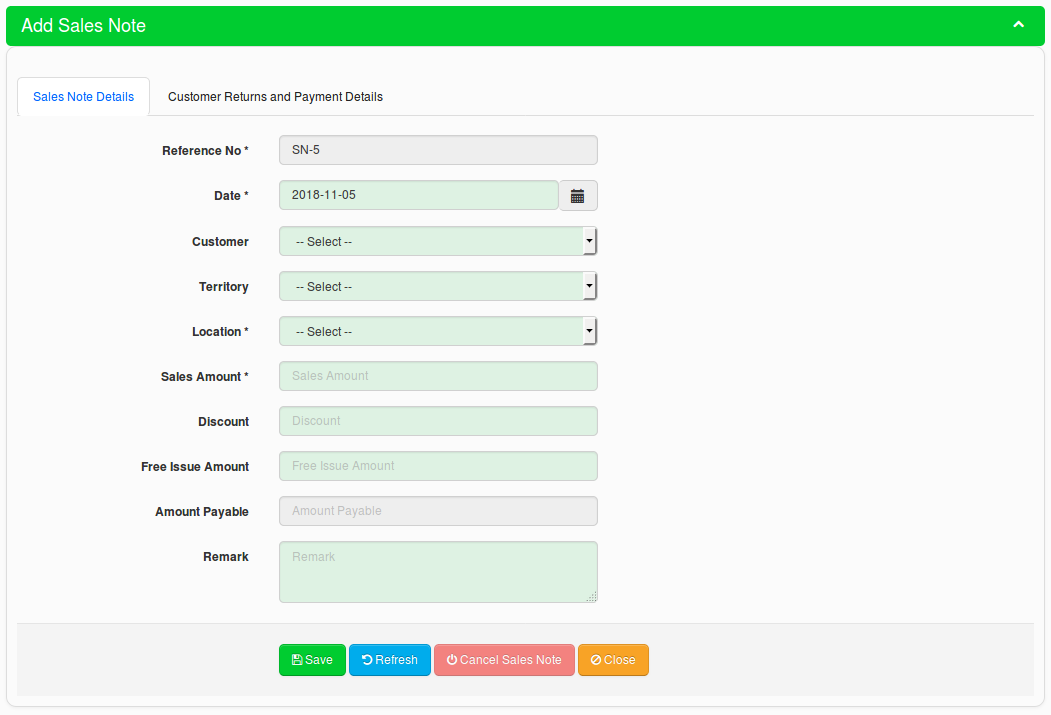 Add Sales Note
Sales Note Details Customer Returns and Payment Details
Reference No * SN-5
Date * 2018-11-05
Customer -- Select --
Territory -- Select --
Location * -- Select --
Sales Amount * Sales Amount
Discount Discount
Free Issue Amount Free Issue Amount
Amount Payable Amount Payable
Remark Remark
Save Refresh Cancel Sales Note Close